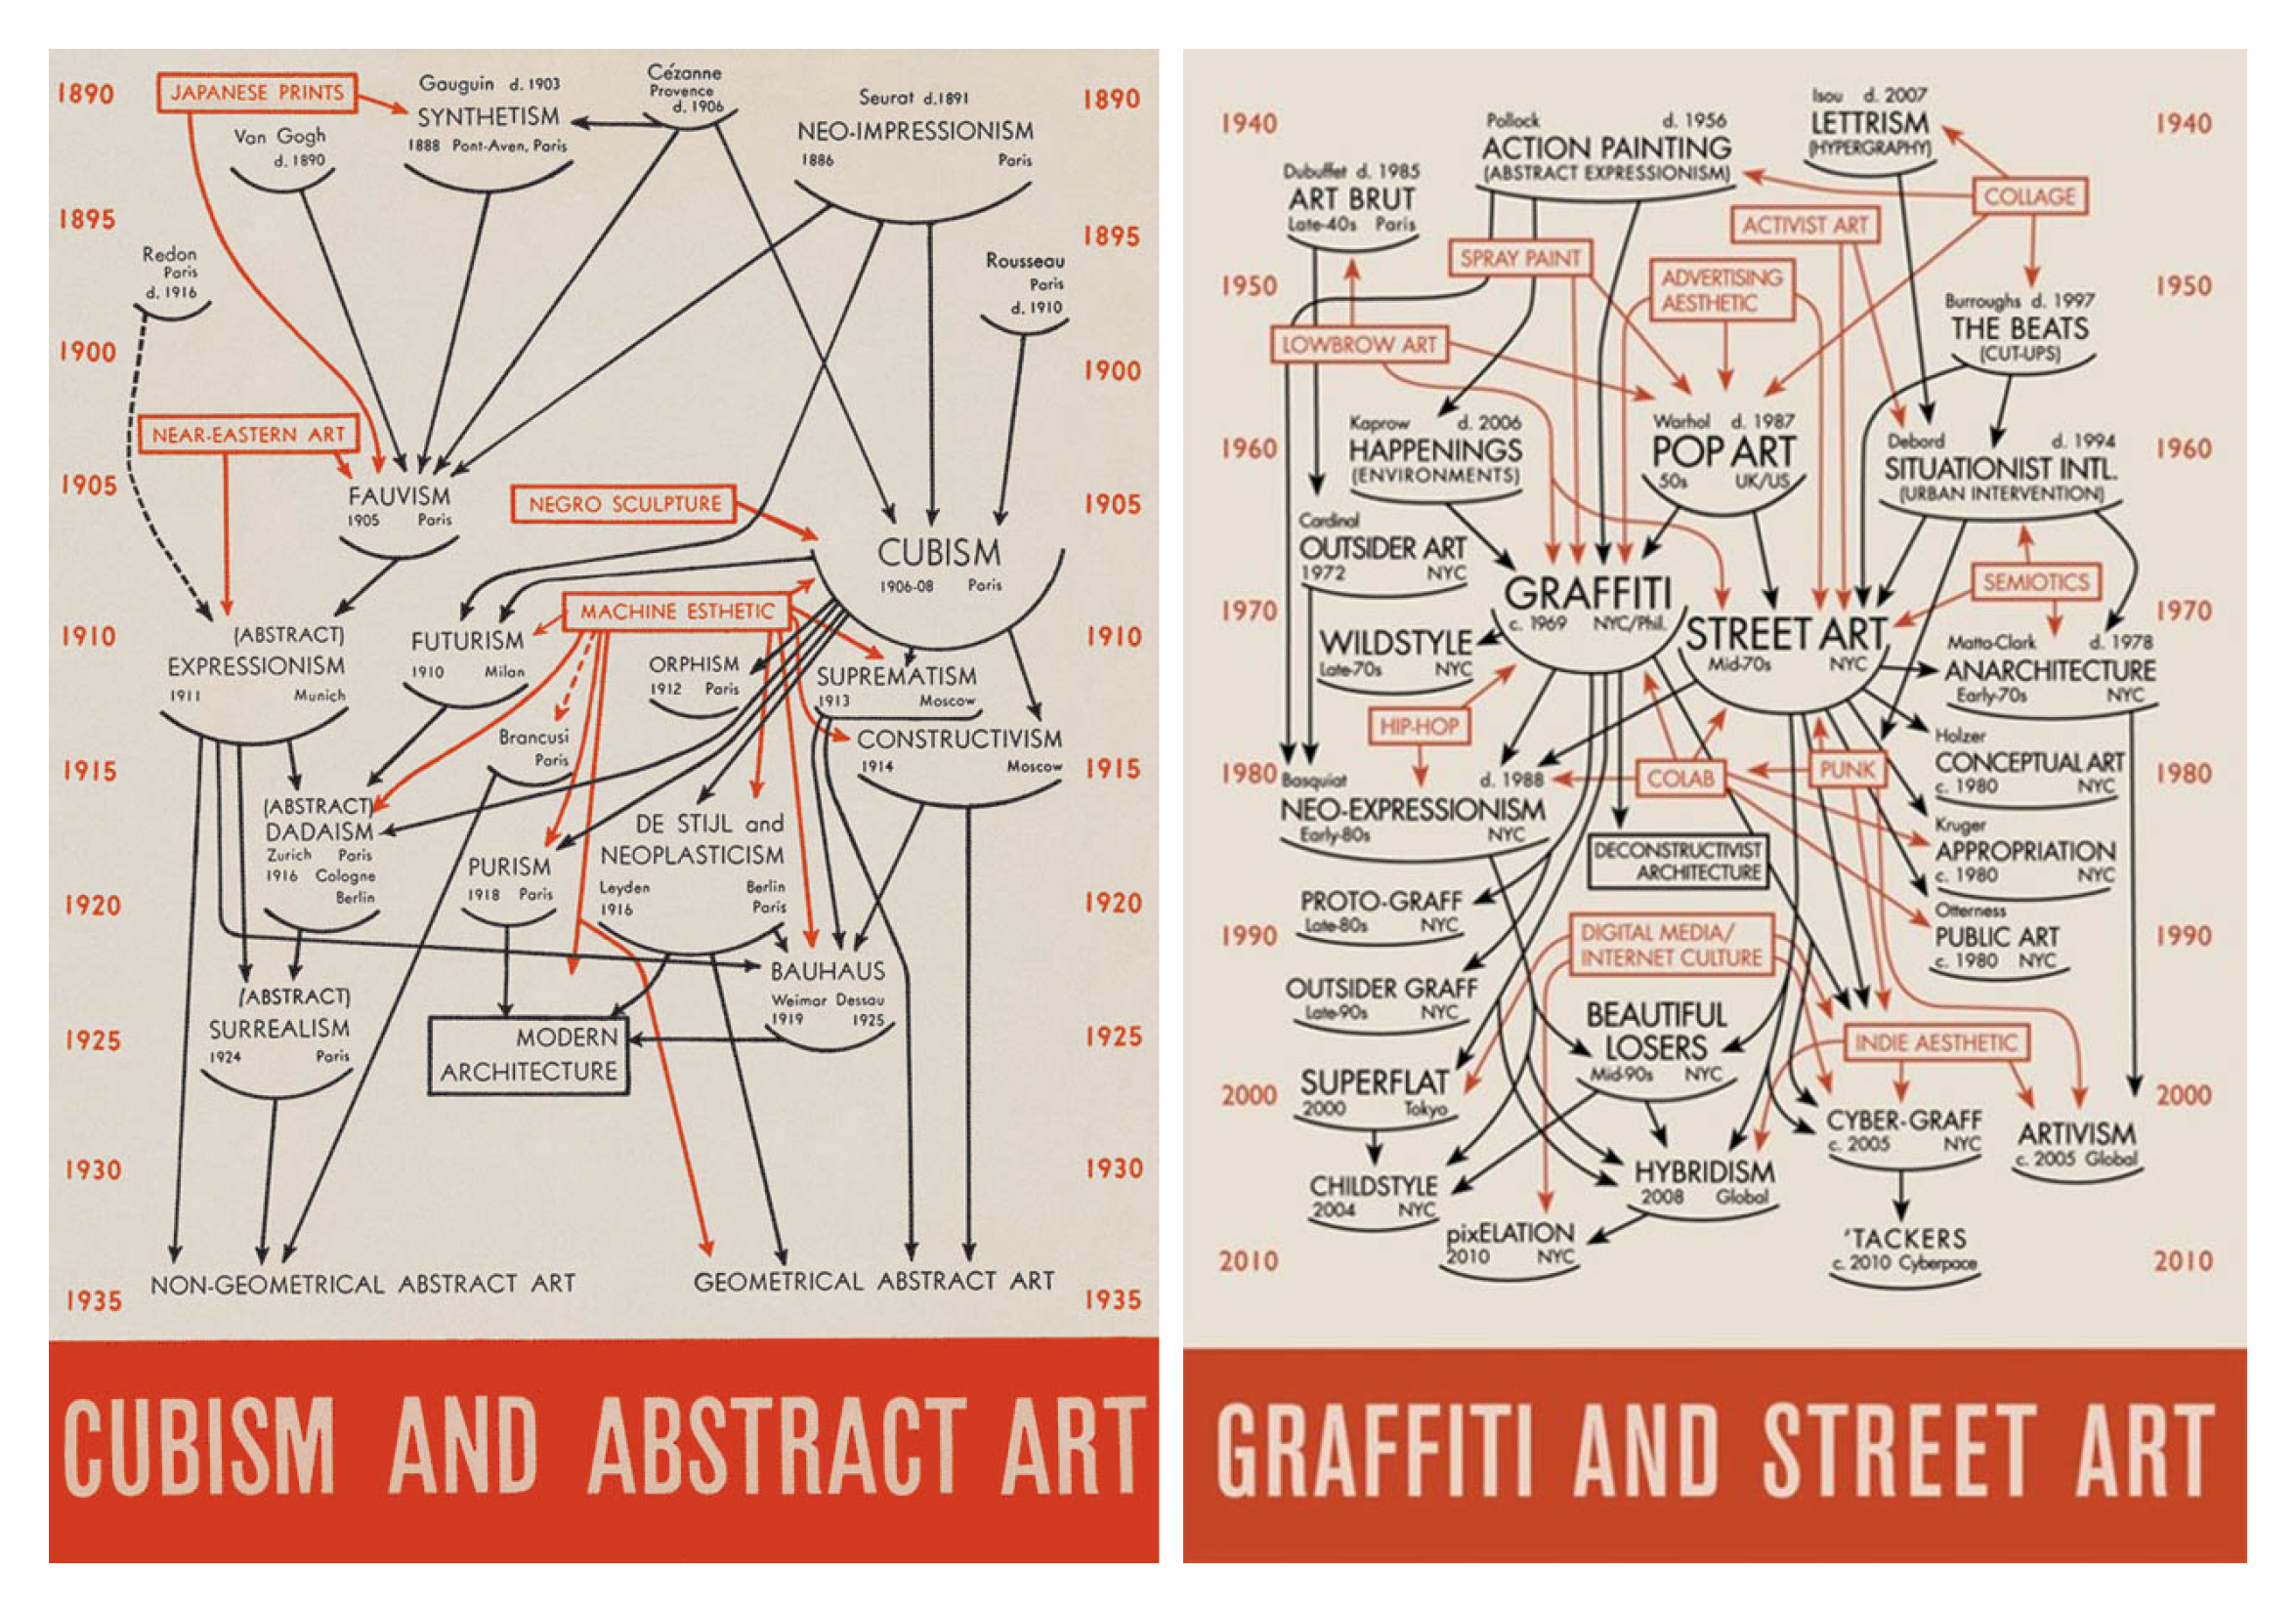 1890
JAPANESE PRINTS
Gauguin d. 1903
SYNTHETISM
1888 Pont-Aven, Paris
Cézanne
Provence
d. 1906
Seurat d.1891
NEO-IMPRESSIONISM
1886 Paris
1890
Van Gogh
d. 1890
1895
1895
Redon
Paris
d. 1916
Rousseau
Paris
d. 1910
1900
1900
NEAR-EASTERN ART
1905
FAUVISM
1905 Paris
NEGRO SCULPTURE
1905
CUBISM
1906-08 Paris
MACHINE ESTHETIC
1910
(ABSTRACT)
EXPRESSIONISM
1911 Munich
FUTURISM
1910 Milan
ORPHISM
1912 Paris
SUPREMATISM
1913 Moscow
1910
Brancusi
Paris
CONSTRUCTIVISM
1914 Moscow
1915
1915
(ABSTRACT)
DADAISM
Zurich Paris
1916 Cologne
Berlin
PURISM
1918 Paris
DE STIJL and
NEOPLASTICISM
Leyden Berlin
1916 Paris
1920
1920
(ABSTRACT)
SURREALISM
1924 Paris
BAUHAUS
Weimar Dessau
1919 1925
1925
MODERN
ARCHITECTURE
1925
1930
1930
NON-GEOMETRICAL ABSTRACT ART
GEOMETRICAL ABSTRACT ART
1935
1935
CUBISM AND ABSTRACT ART
1940
Pollock d. 1956
ACTION PAINTING
(ABSTRACT EXPRESSIONISM)
Isou d. 2007
LETTRISM
(HYPERGRAPHY)
1940
Dubuffet d. 1985
ART BRUT
Late-40s Paris
COLLAGE
ACTIVIST ART
SPRAY PAINT
ADVERTISING
AESTHETIC
1950
1950
Burroughs d. 1997
THE BEATS
(CUT-UPS)
LOWBROW ART
1960
Kaprow d. 2006
HAPPENINGS
(ENVIRONMENTS)
Warhol d. 1987
POP ART
50s UK/US
Debord d. 1994
SITUATIONIST INTL.
(URBAN INTERVENTION)
1960
Cardinal
OUTSIDER ART
1972 NYC
GRAFFITI
c. 1969 NYC/Phil.
SEMIOTICS
1970
1970
WILDSTYLE
Late-70s NYC
STREET ART
Mid-70s NYC
Matta-Clark d. 1978
ANARCHITECTURE
Early-70s NYC
HIP-HOP
Holzer
CONCEPTUAL ART
c. 1980 NYC
1980
1980
COLAB
PUNK
Basquiat d. 1988
NEO-EXPRESSIONISM
Early-80s NYC
DECONSTRUCTIVIST
ARCHITECTURE
Kruger
APPROPRIATION
c. 1980 NYC
PROTO-GRAFF
Late-80s NYC
Otterness
PUBLIC ART
c. 1980 NYC
1990
1990
DIGITAL MEDIA/
INTERNET CULTURE
OUTSIDER GRAFF
Late-90s NYC
BEAUTIFUL
LOSERS
Mid-90s NYC
INDIE AESTHETIC
2000
2000
SUPERFLAT
2000 Tokyo
CYBER-GRAFF
c. 2005 NYC
ARTIVISM
c. 2005 Global
CHILDSTYLE
2004 NYC
HYBRIDISM
2008 Global
pixELATION
2010 NYC
'TACKERS
c. 2010 Cyberpace
2010
2010
GRAFFITI AND STREET ART